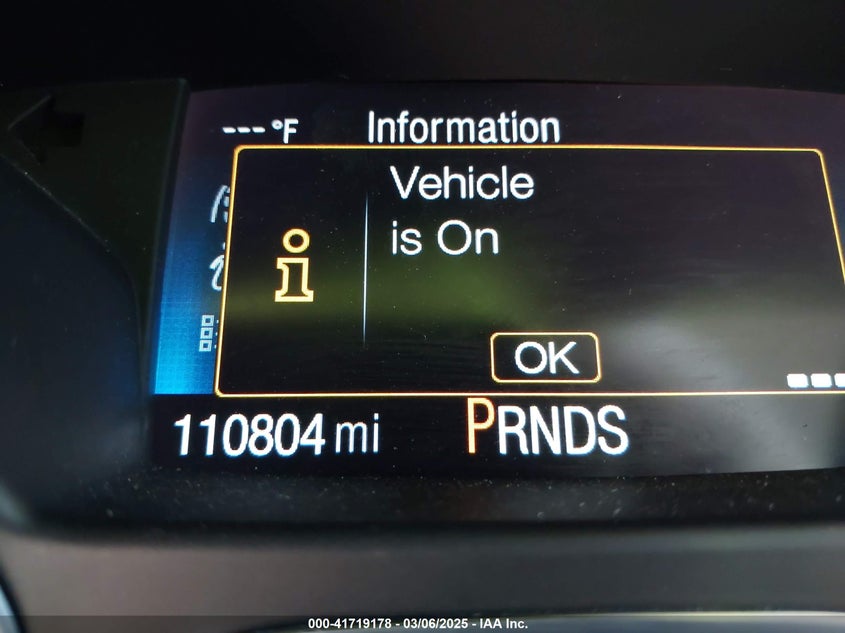 ---°F Information
Vehicle
is On
OK
110804 mi PRNDS
000-41719178 - 03/06/2025 - IAA Inc.